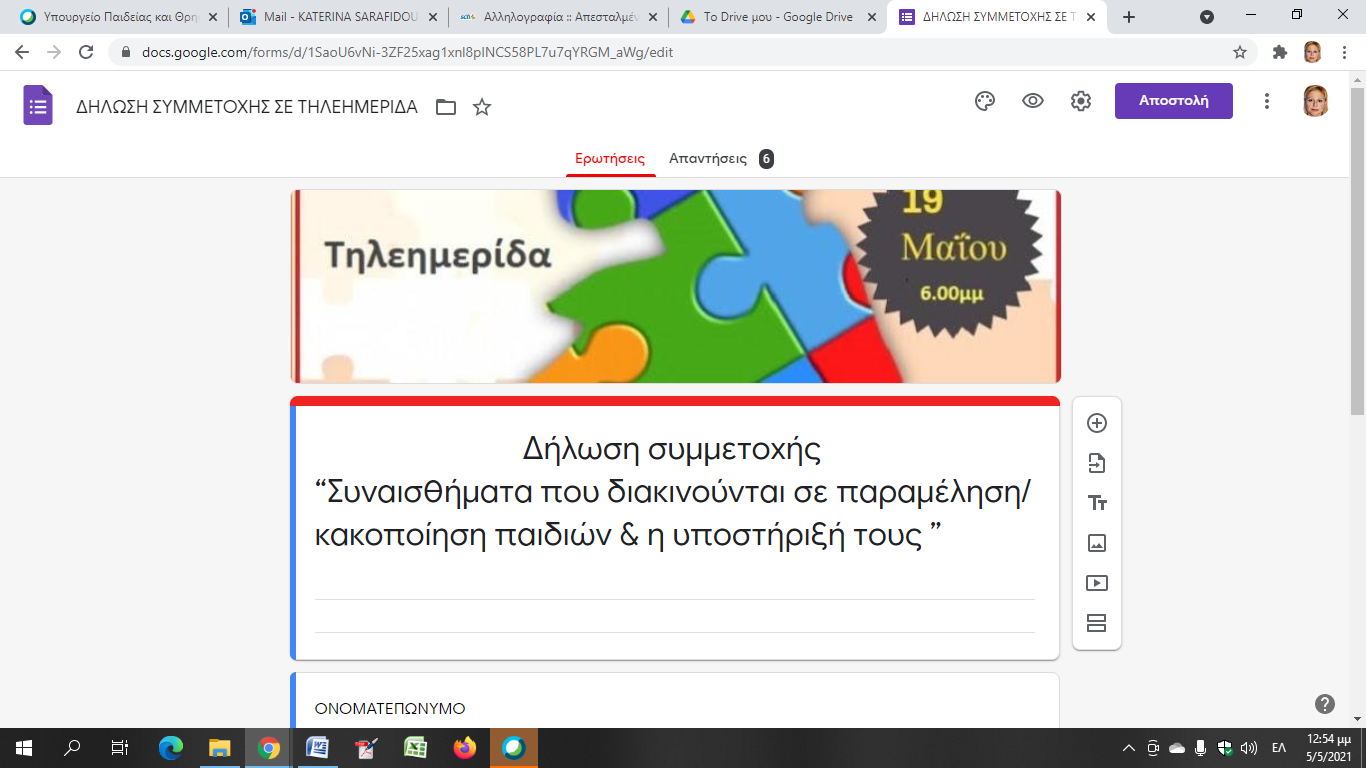 Υπουργείο Παιδείας και Θρη
Mail - KATERINA SARAFIDOU
Αλληλογραφία :: Απεσταλμέν
Το Drive μου - Google Drive
ΔΗΛΩΣΗ ΣΥΜΜΕΤΟΧΗΣ ΣΕ Τ
docs.google.com/forms/d/1SaoU6vNi-3ZF25xag1xnl8pINCS58PL7u7qYRGM_aWg/edit
ΔΗΛΩΣΗ ΣΥΜΜΕΤΟΧΗΣ ΣΕ ΤΗΛΕΗΜΕΡΙΔΑ
Αποστολή
Ερωτήσεις
Απαντήσεις 6
Τηλεημερίδα
19
Μαΐου
6.00μμ
Δήλωση συμμετοχής
“Συναισθήματα που διακινούνται σε παραμέληση/
κακοποίηση παιδιών & η υποστήριξή τους ”
ΟΝΟΜΑΤΕΠΩΝΥΜΟ
ΕΛ
12:54 μμ
5/5/2021